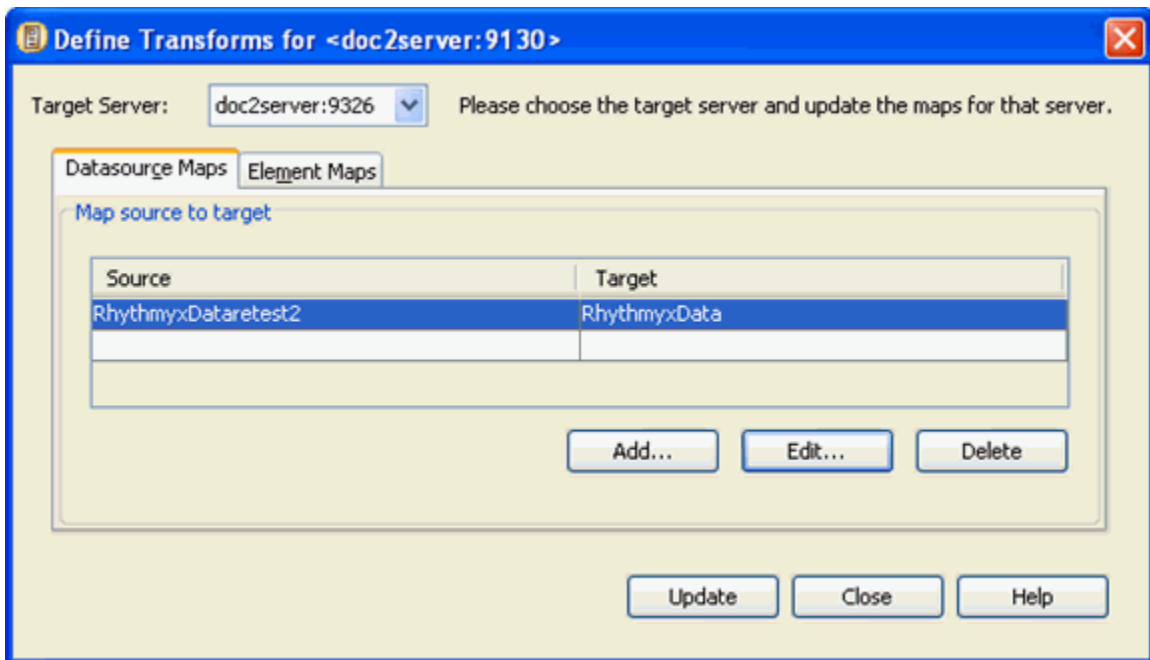 Define Transforms for <doc2server:9130>
Target Server: doc2server:9326 Please choose the target server and update the maps for that server.
Datasource Maps Element Maps
Map source to target
Source Target
RhythmyxDataretest2 RhythmyxData
Add... Edit... Delete
Update Close Help